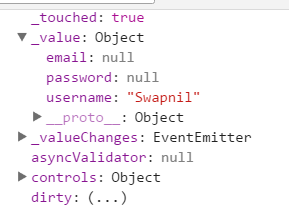 _touched: true
▼_value: Object
email: null
password: null
username: "Swapnil"
▶__proto__: Object
▶_valueChanges: EventEmitter
asyncValidator: null
▶controls: Object
dirty: (...)